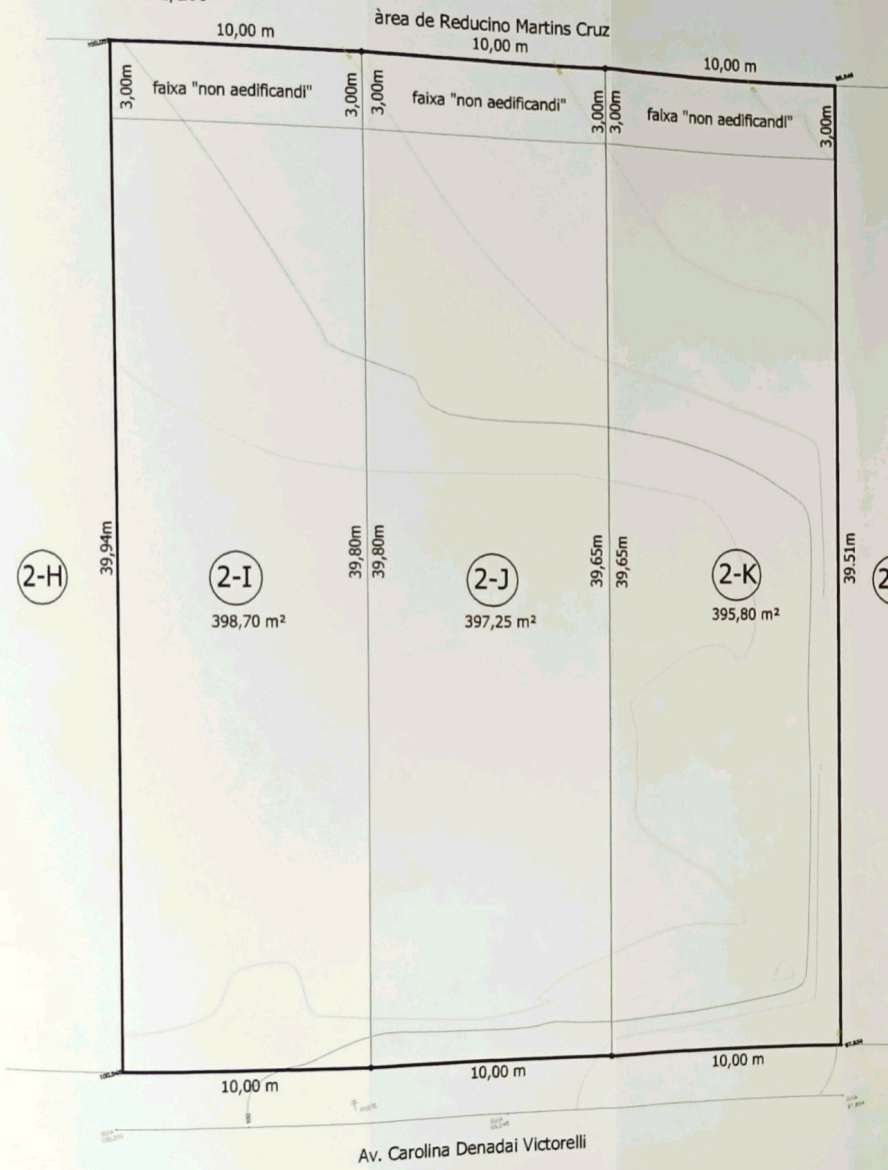 àrea de Reducino Martins Cruz
10,00 m
10,00 m
10,00 m
3,00m
faixa "non aedificandi"
3,00m
3,00m
faixa "non aedificandi"
3,00m
3,00m
faixa "non aedificandi"
3,00m
2-H
39,94m
2-I
398,70 m²
39,80m
39,80m
2-J
397,25 m²
39,65m
39,65m
2-K
395,80 m²
39.51m
2
10,00 m
10,00 m
10,00 m
POSTE
Av. Carolina Denadai Victorelli